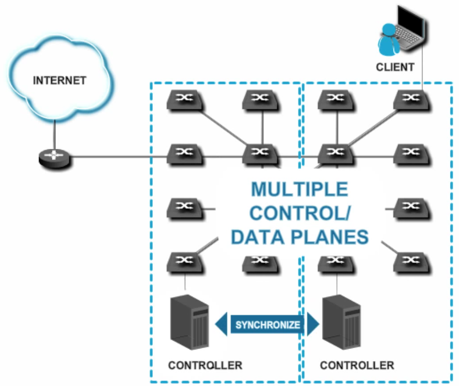 CLIENT
INTERNET
MULTIPLE
CONTROL/
DATA PLANES
SYNCHRONIZE
CONTROLLER
CONTROLLER